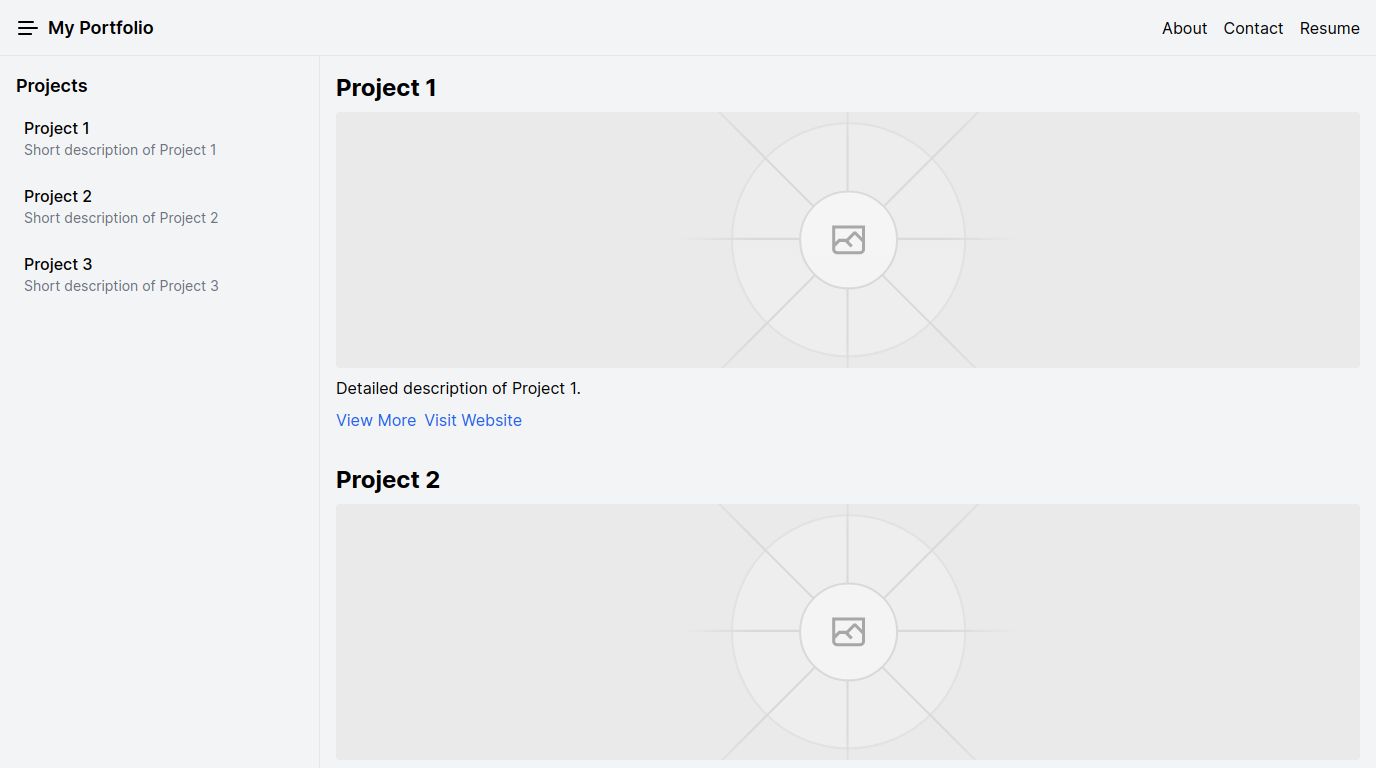 My Portfolio
About Contact Resume
Projects
Project 1
Short description of Project 1
Project 2
Short description of Project 2
Project 3
Short description of Project 3
Project 1
Detailed description of Project 1.
View More Visit Website
Project 2